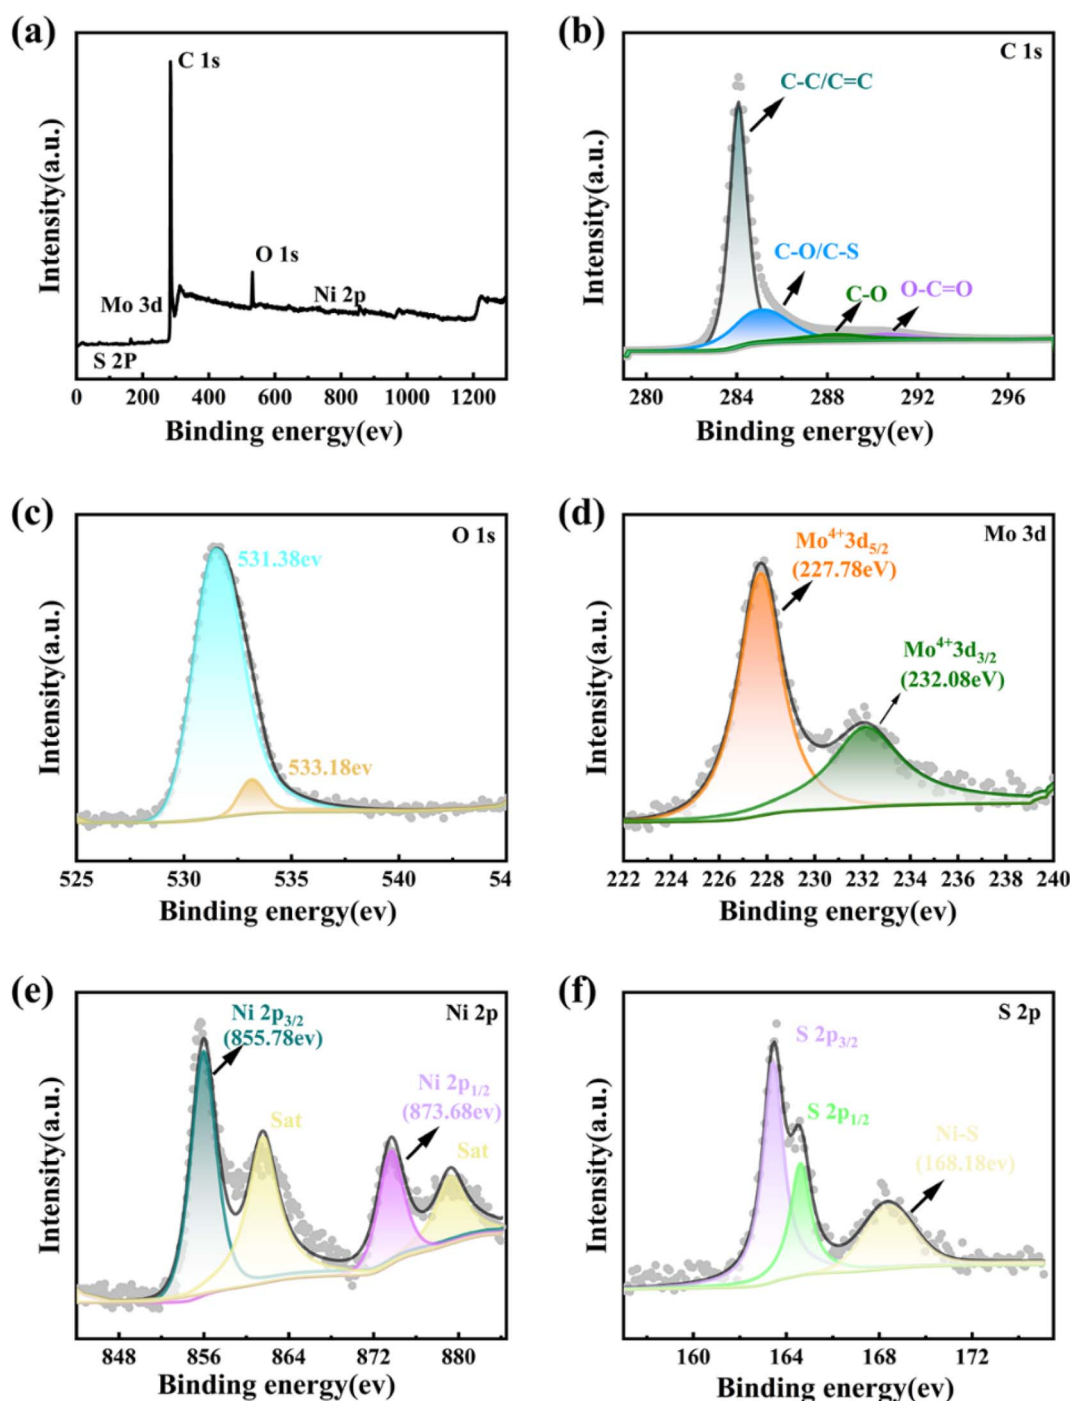 (a)
C 1s
O 1s
Mo 3d
Ni 2p
S 2P
Intensity(a.u.)
0 200 400 600 800 1000 1200
Binding energy(ev)
(b)
C 1s
C-C/C=C
C-O/C-S
C-O
O-C=O
Intensity(a.u.)
280 284 288 292 296
Binding energy(ev)
(c)
O 1s
531.38ev
533.18ev
Intensity(a.u.)
525 530 535 540 54
Binding energy(ev)
(d)
Mo 3d
Mo⁴⁺3d₅/₂
(227.78eV)
Mo⁴⁺3d₃/₂
(232.08eV)
Intensity(a.u.)
222 224 226 228 230 232 234 236 238 240
Binding energy(ev)
(e)
Ni 2p
Ni 2p₃/₂
(855.78ev)
Sat
Ni 2p₁/₂
(873.68ev)
Sat
Intensity(a.u.)
848 856 864 872 880
Binding energy(ev)
(f)
S 2p
S 2p₃/₂
S 2p₁/₂
Ni-S
(168.18ev)
Intensity(a.u.)
160 164 168 172
Binding energy(ev)